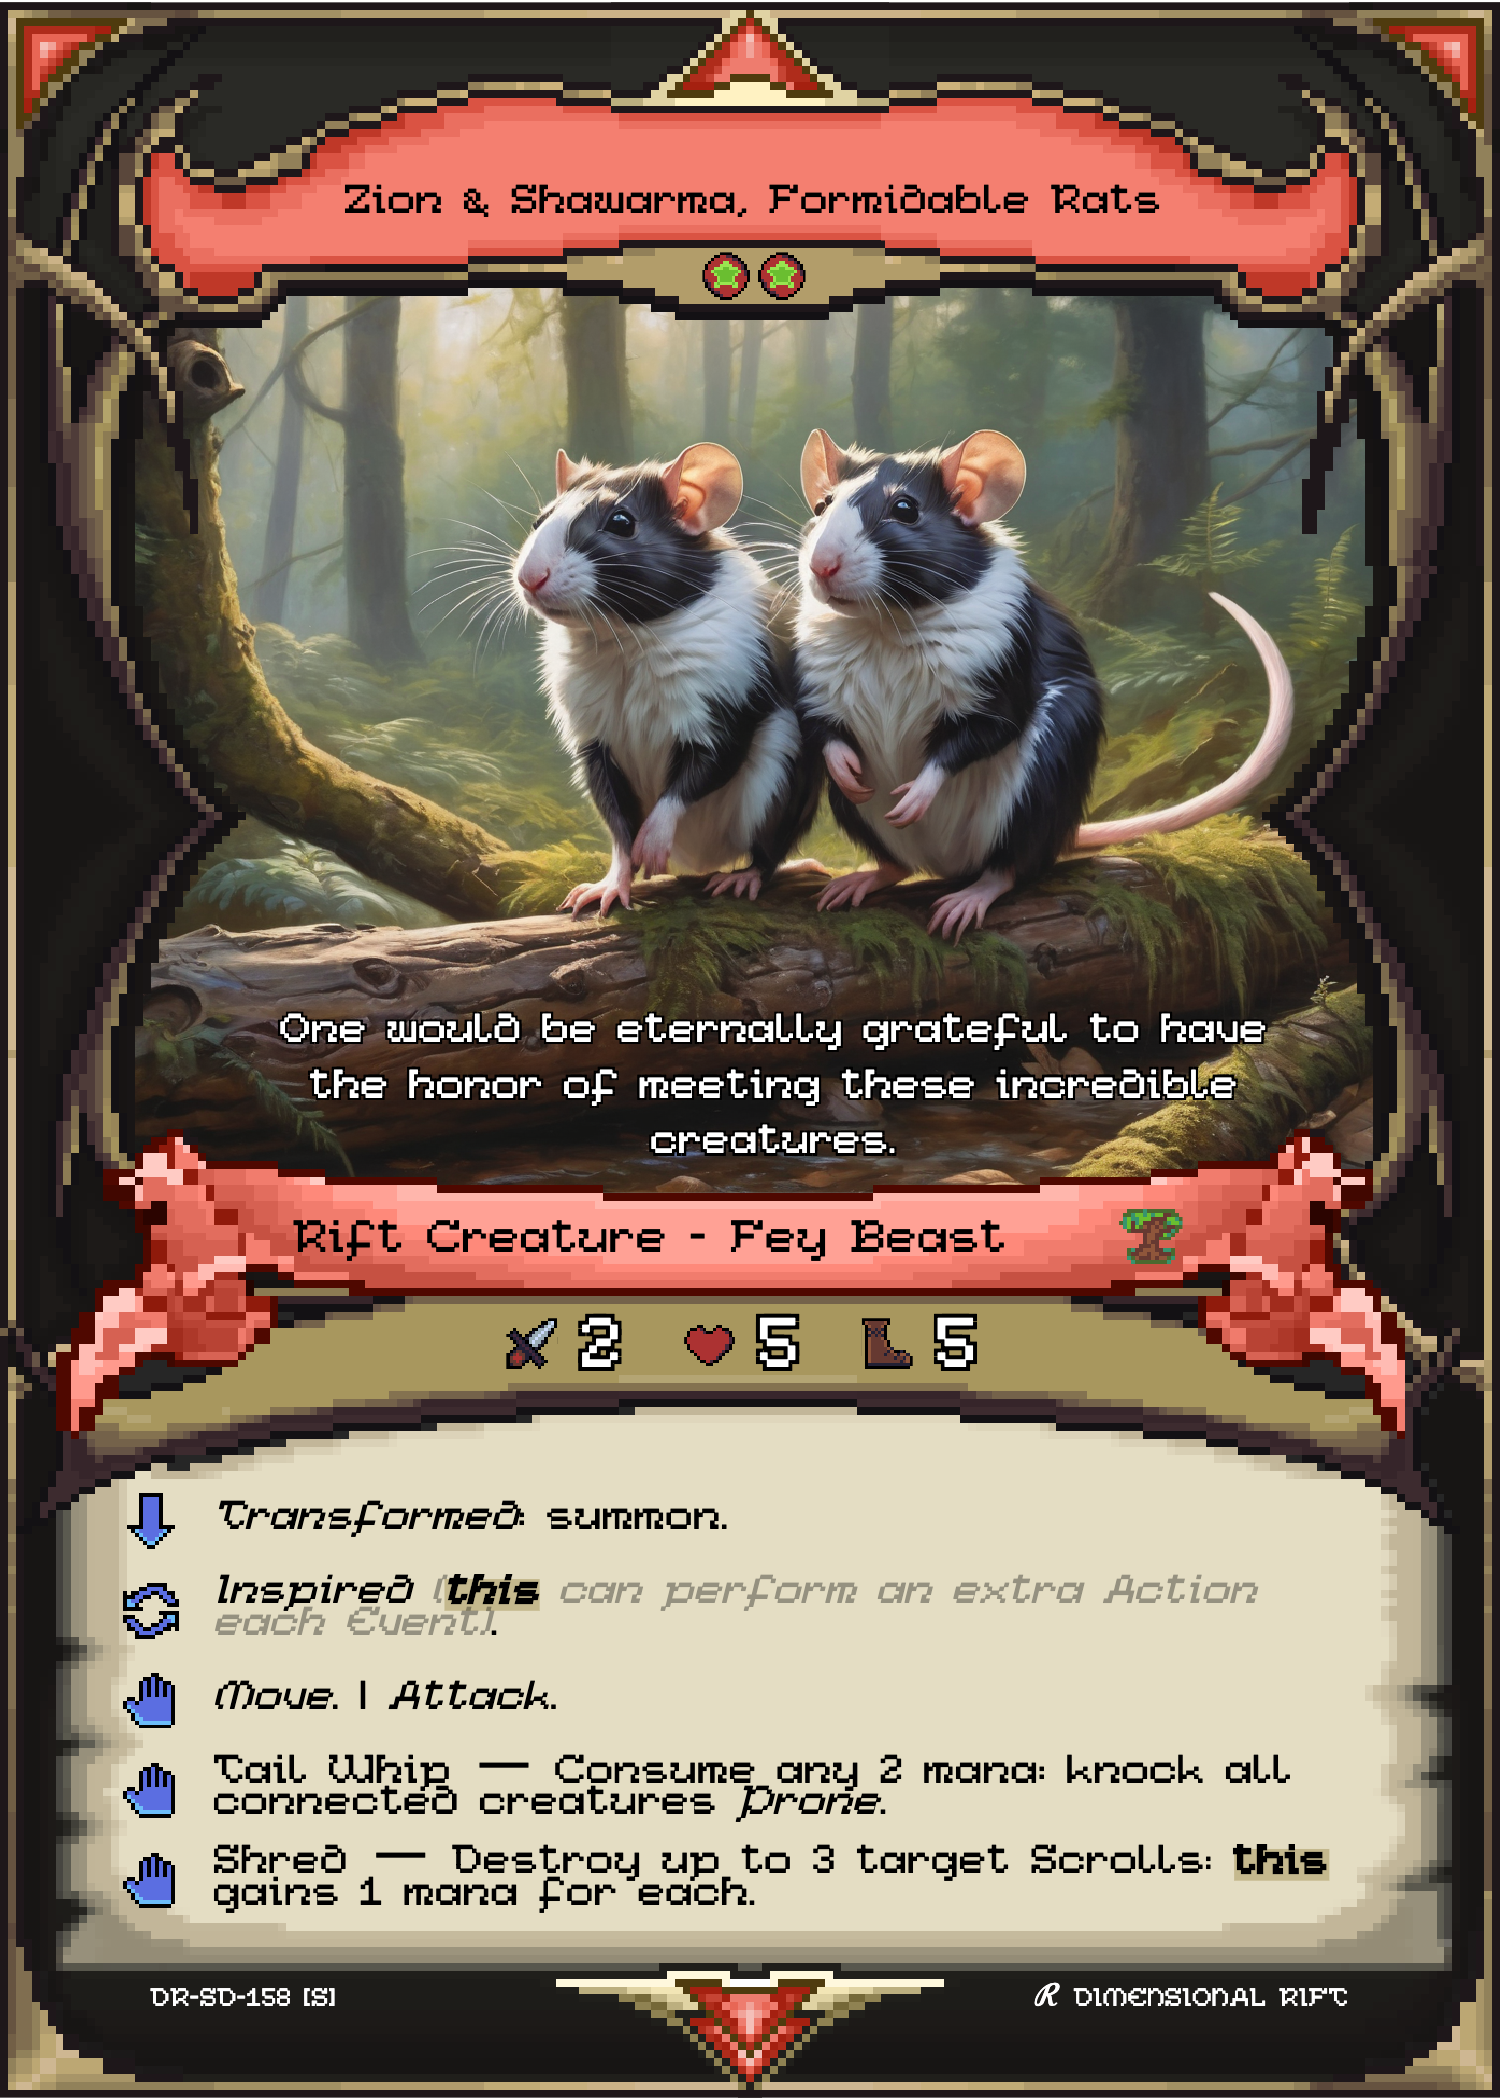 Zion & Shawarma, Formidable Rats
One would be eternally grateful to have
the honor of meeting these incredible
creatures.
Rift Creature - Fey Beast
2 5 5
Transformed: summon.
Inspired (this can perform an extra Action
each Event).
Move. | Attack.
Tail Whip — Consume any 2 mana: knock all
connected creatures Prone.
Shred — Destroy up to 3 target Scrolls: this
gains 1 mana for each.
DR-SD-158 [S]
R DIMENSIONAL RIFT